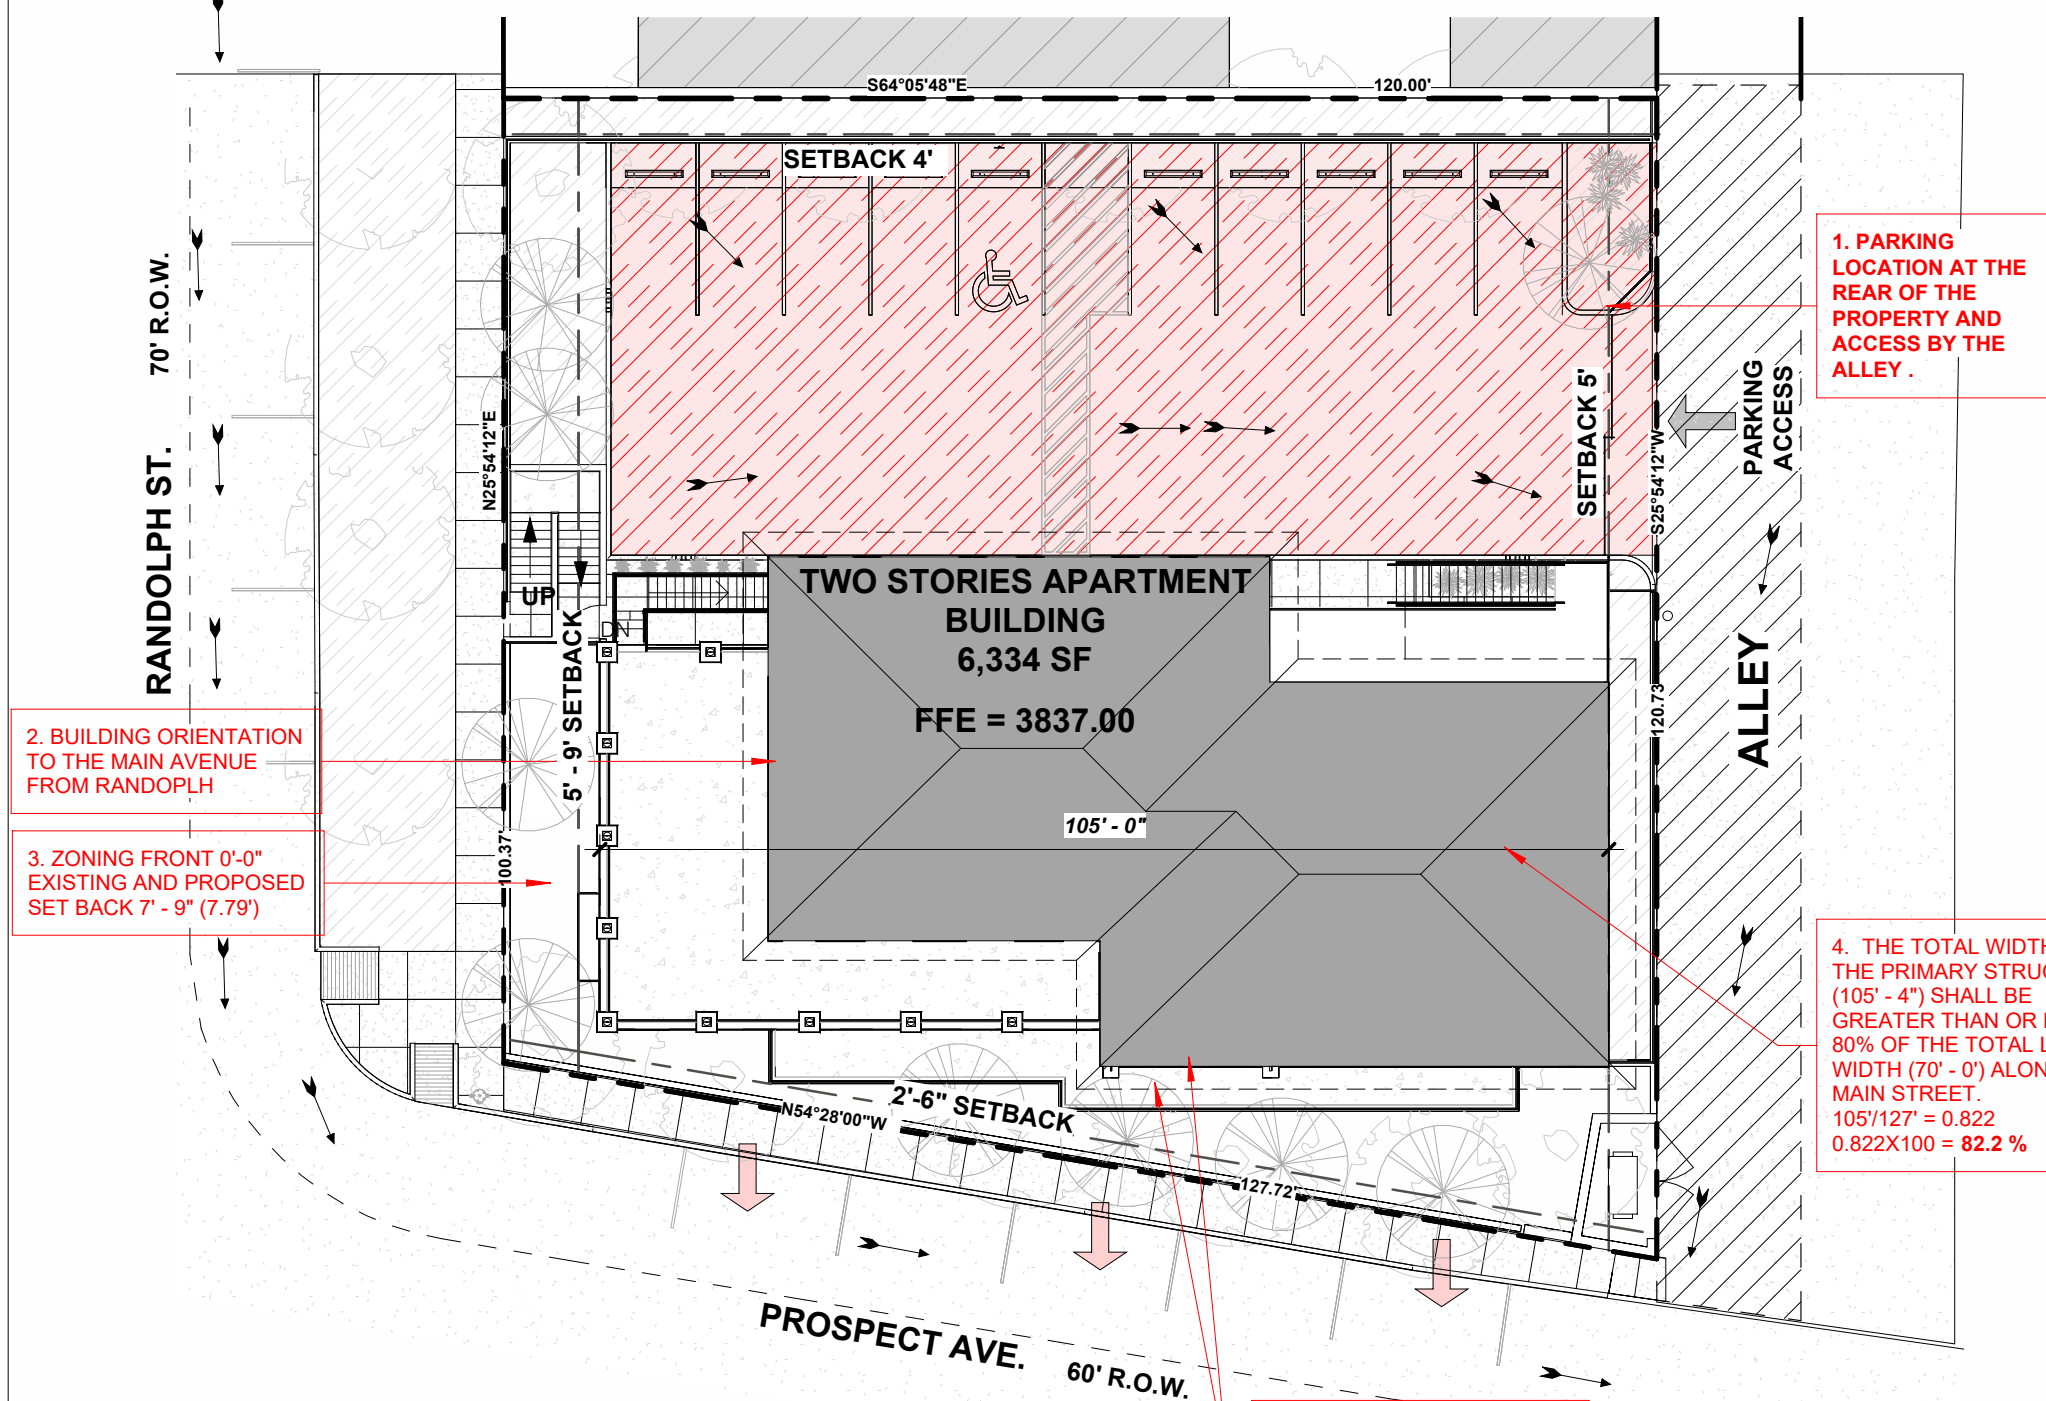 S64°05'48"E
120.00'
SETBACK 4'
70' R.O.W.
RANDOLPH ST.
N25°54'12"E
1. PARKING
LOCATION AT THE
REAR OF THE
PROPERTY AND
ACCESS BY THE
ALLEY .
PARKING
ACCESS
SETBACK 5'
S25°54'12"W
UP
DN
5' - 9' SETBACK
TWO STORIES APARTMENT
BUILDING
6,334 SF
FFE = 3837.00
ALLEY
120.73'
2. BUILDING ORIENTATION
TO THE MAIN AVENUE
FROM RANDOPLH
105' - 0"
3. ZONING FRONT 0'-0"
EXISTING AND PROPOSED
SET BACK 7' - 9" (7.79')
100.37'
4. THE TOTAL WIDTH
THE PRIMARY
(105' - 4") SHALL BE
GREATER THAN OR
80% OF THE TOTAL
WIDTH (70' - 0') ALON
MAIN STREET.
105'/127' = 0.822
0.822X100 = 82.2 %
2'-6" SETBACK
N54°28'00"W
127.72'
PROSPECT AVE.
60' R.O.W.